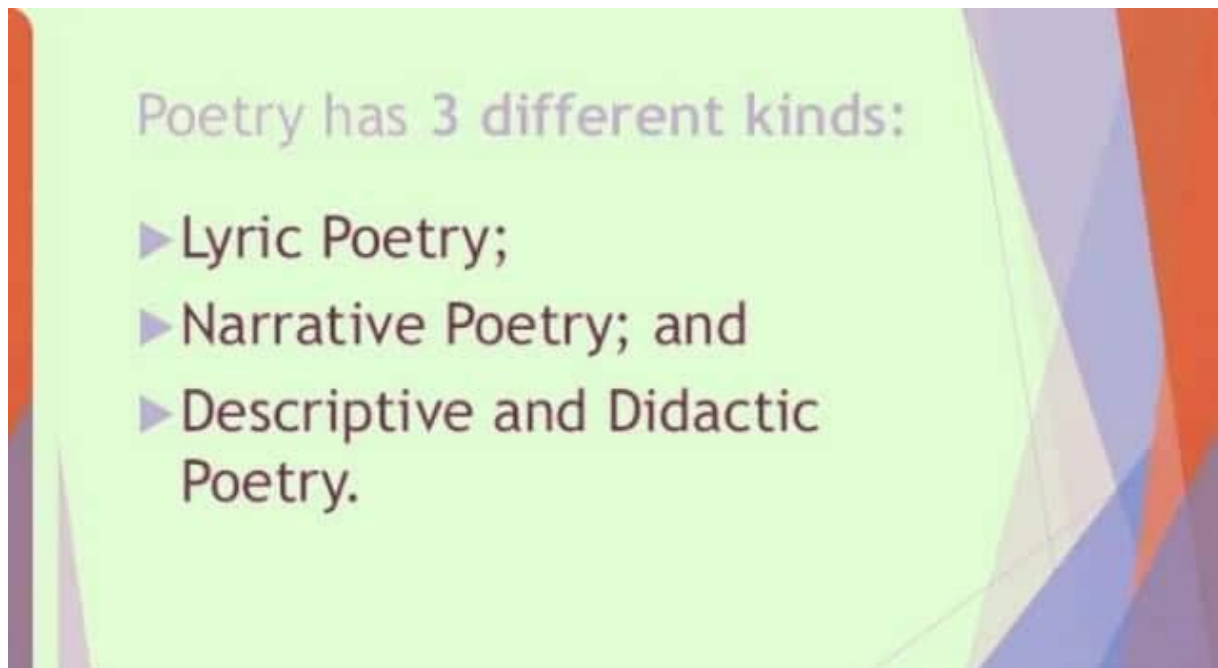 Poetry has 3 different kinds:
Lyric Poetry;
Narrative Poetry; and
Descriptive and Didactic
Poetry.